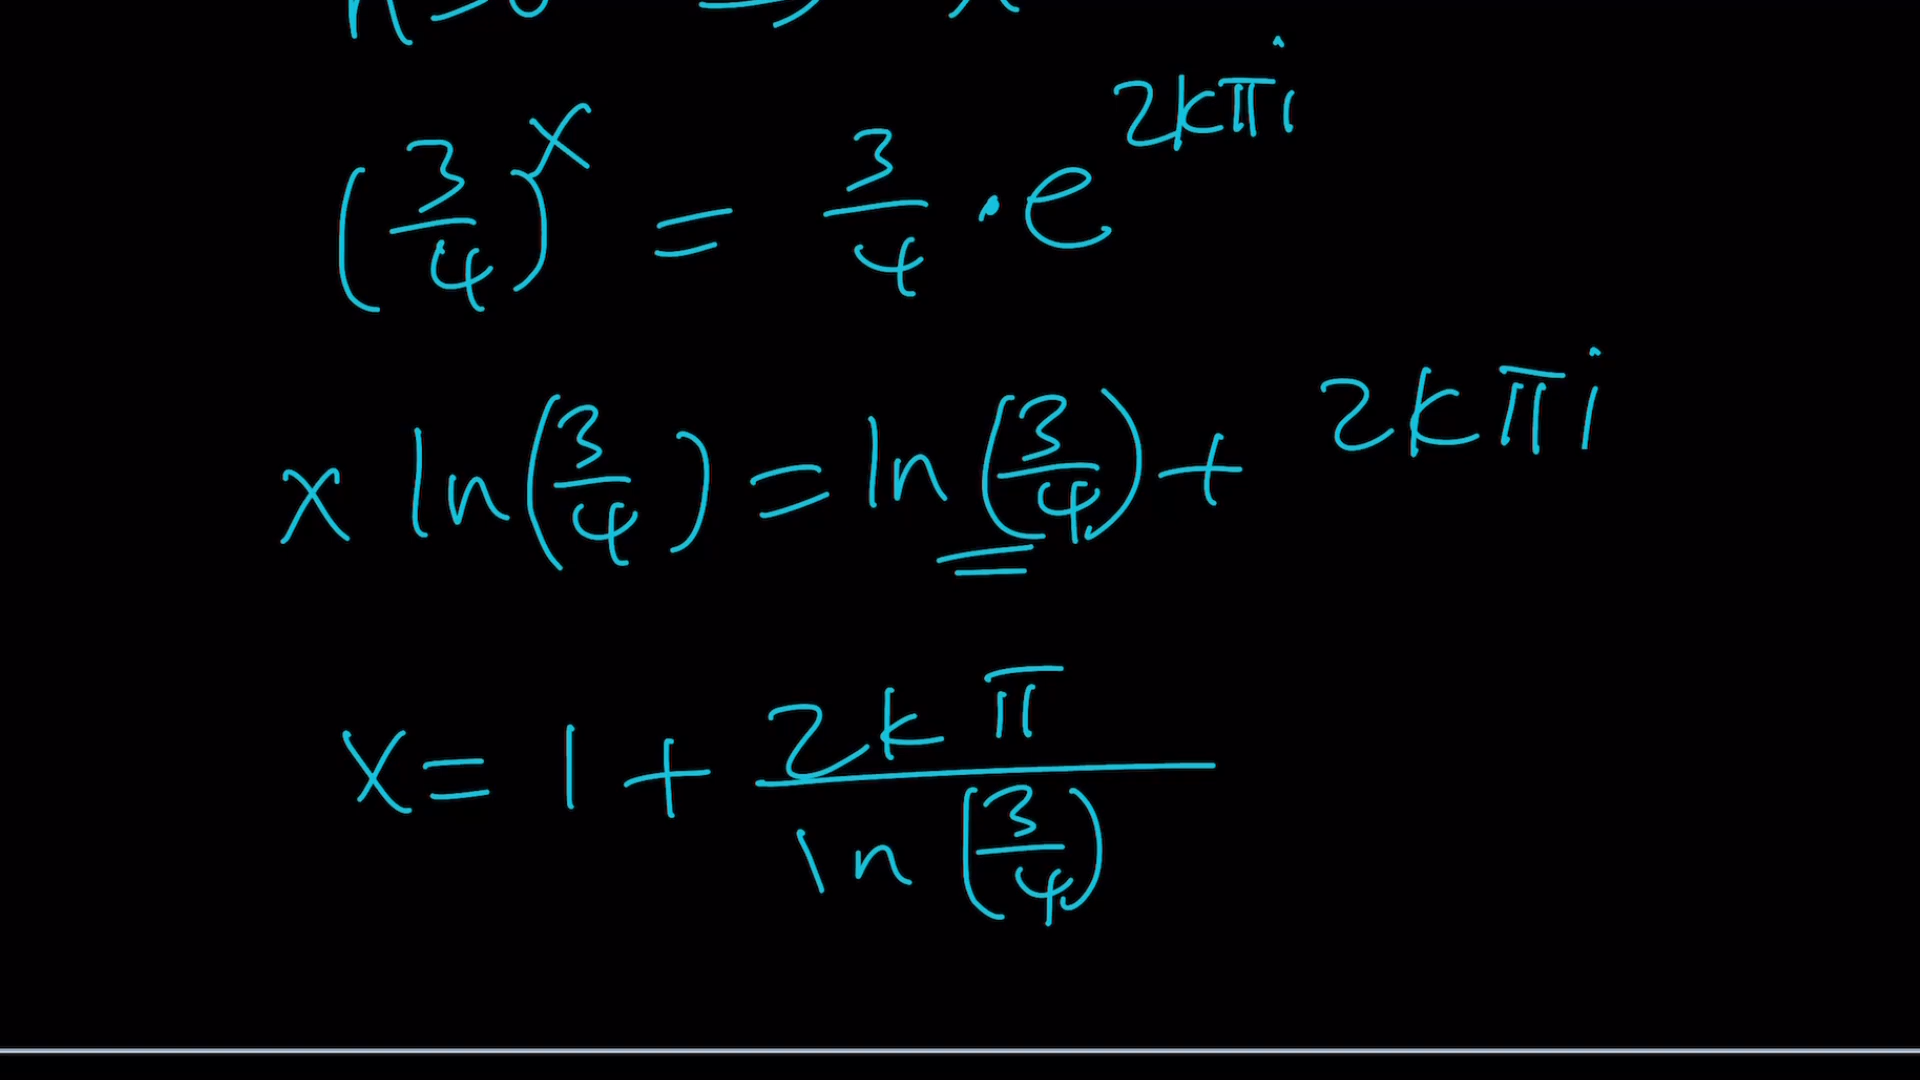 (3/4)^x = 3/4 · e^{2kπi}
x ln(3/4) = ln(3/4) + 2kπi
x = 1 + 2kπ / ln(3/4)